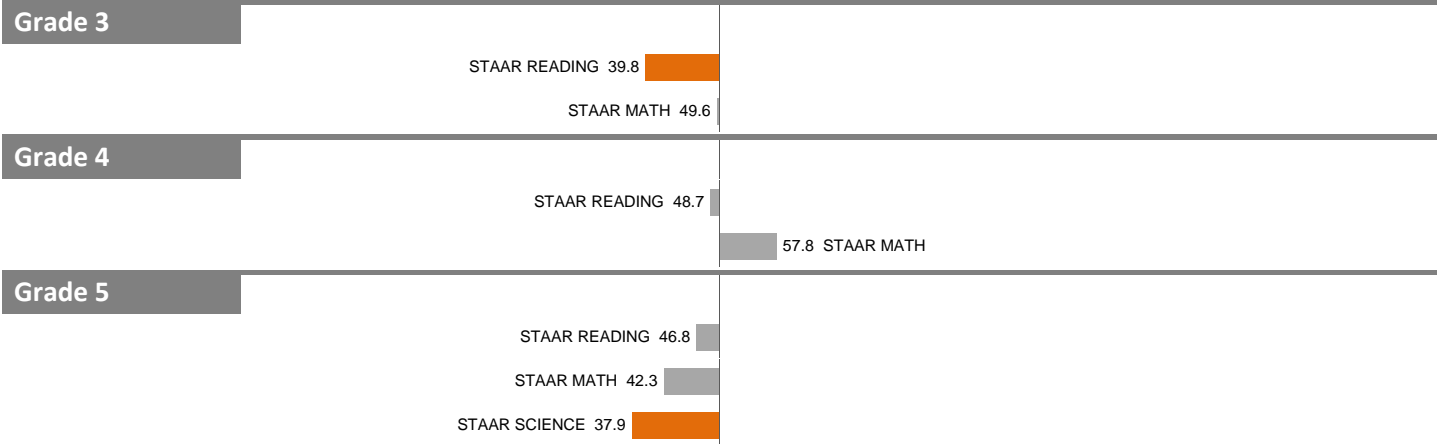 Grade 3
STAAR READING 39.8
STAAR MATH 49.6
Grade 4
STAAR READING 48.7
57.8 STAAR MATH
Grade 5
STAAR READING 46.8
STAAR MATH 42.3
STAAR SCIENCE 37.9